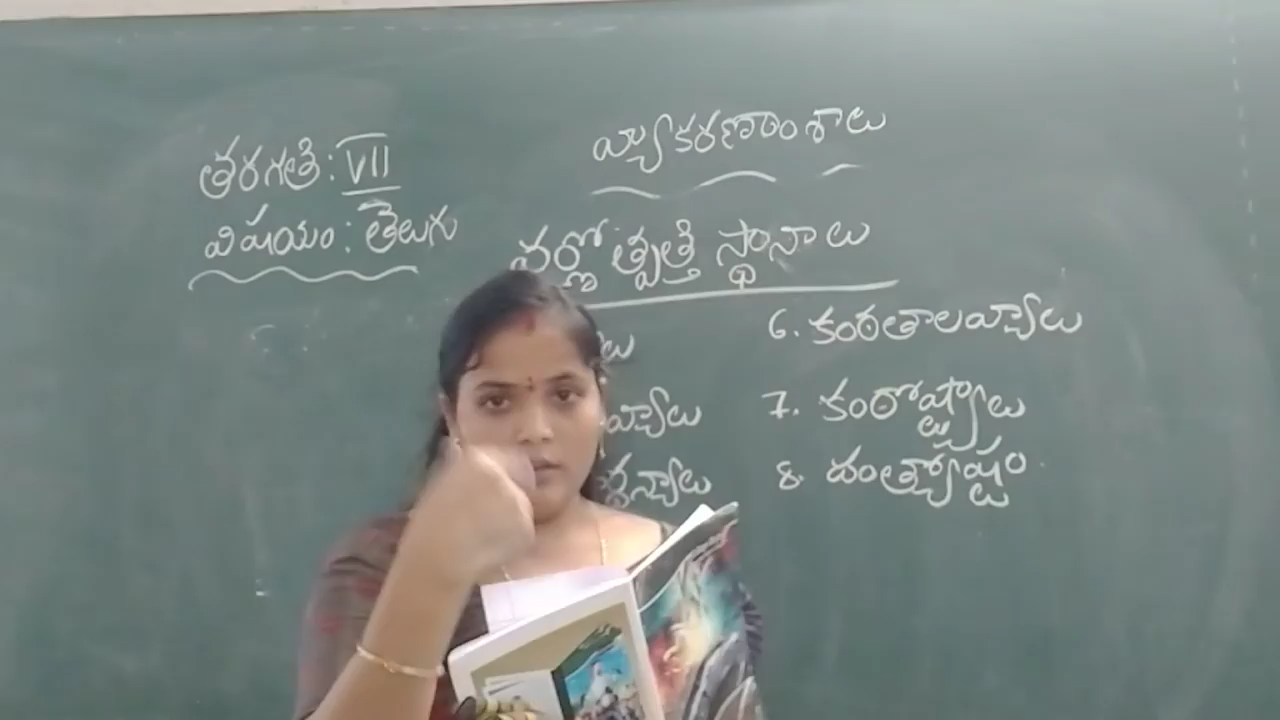 తరగతి: VII
విషయం: తెలుగు
వ్యాకరణాంశాలు
వర్ణోత్పత్తి స్థానాలు
6. కంఠతాలవ్యాలు
7. కంఠోష్ఠ్యాలు
8. దంత్యోష్ఠం